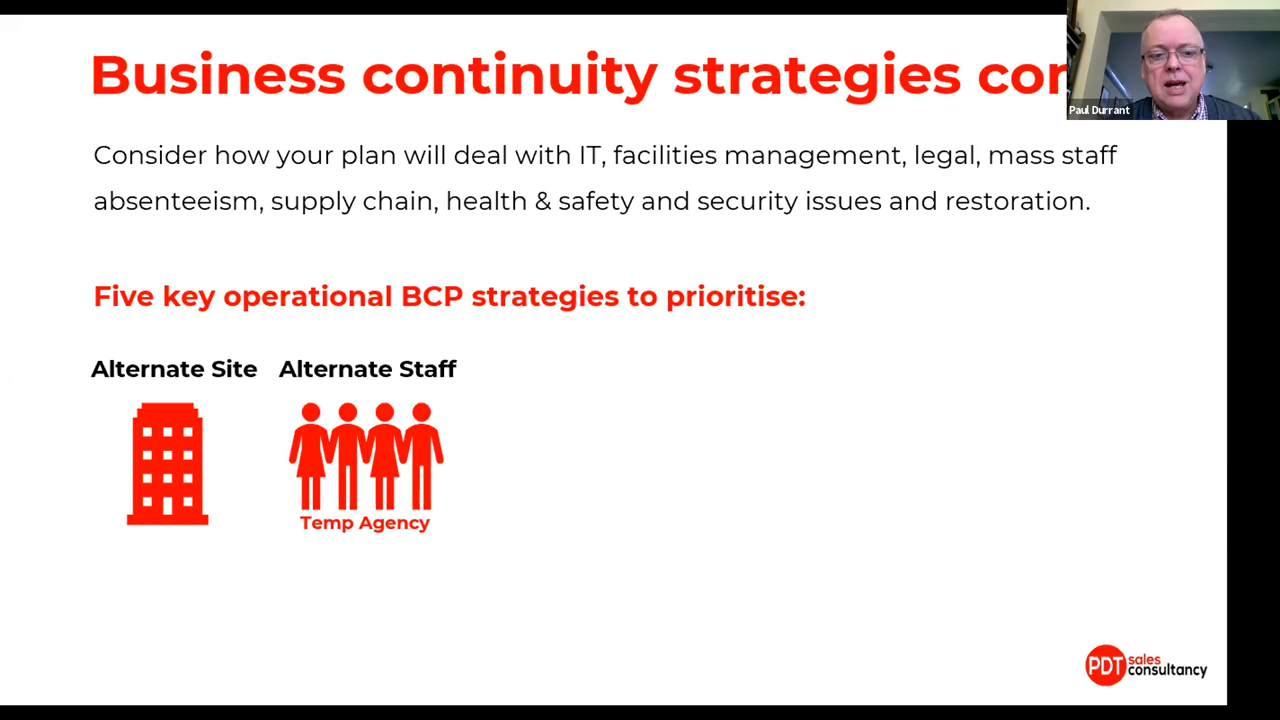 Business continuity strategies con
Paul Durrant
Consider how your plan will deal with IT, facilities management, legal, mass staff
absenteeism, supply chain, health & safety and security issues and restoration.
Five key operational BCP strategies to prioritise:
Alternate Site Alternate Staff
Temp Agency
PDT sales
consultancy